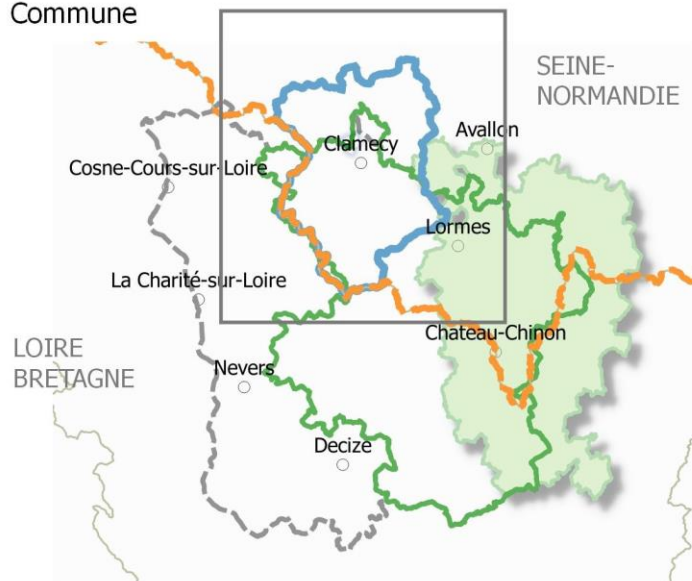 Commune
SEINE-
NORMANDIE
Avallon
Clamecy
Cosne-Cours-sur-Loire
Lormes
La Charité-sur-Loire
Chateau-Chinon
LOIRE
BRETAGNE
Nevers
Decize